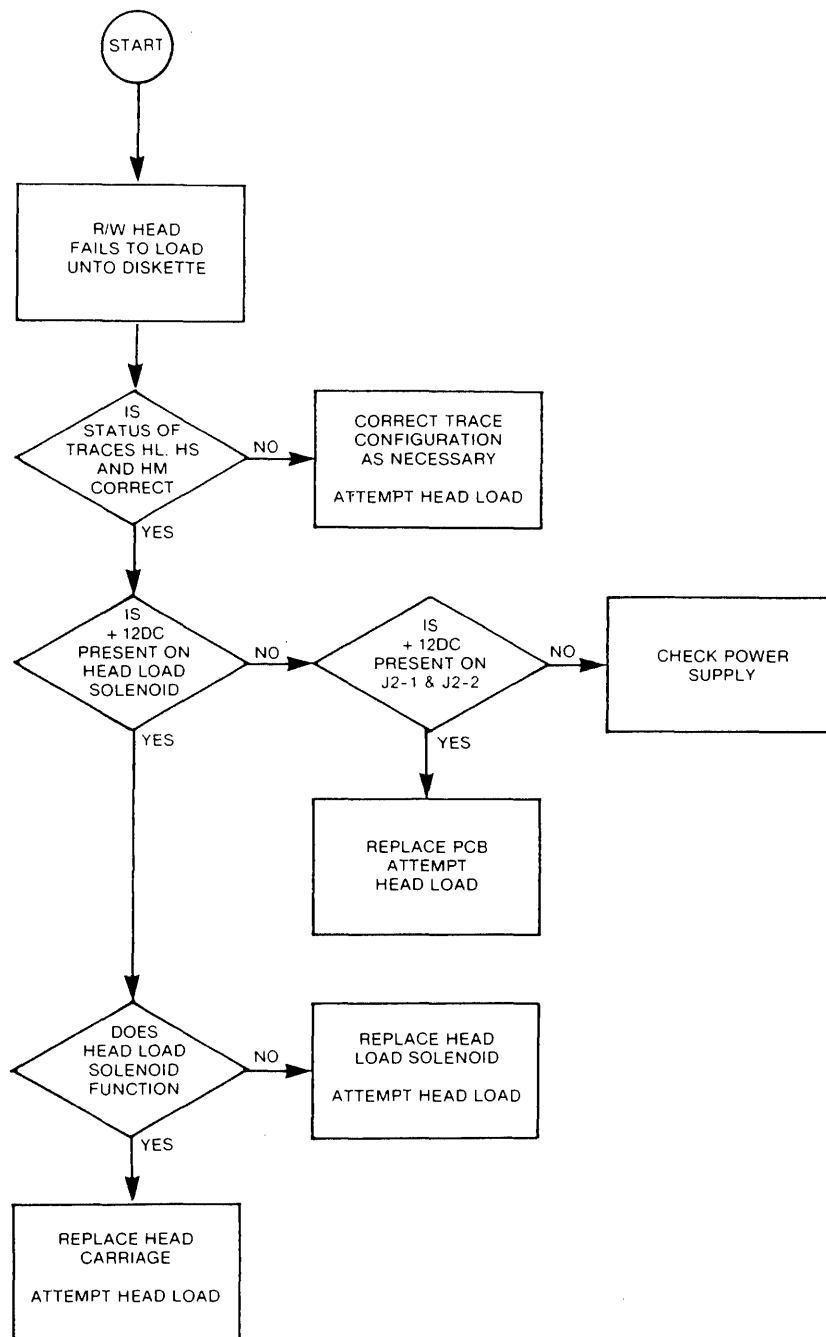 START
R/W HEAD
FAILS TO LOAD
UNTO DISKETTE
IS
STATUS OF
TRACES HL. HS
AND HM
CORRECT
NO
CORRECT TRACE
CONFIGURATION
AS NECESSARY
ATTEMPT HEAD LOAD
YES
IS
+ 12DC
PRESENT ON
HEAD LOAD
SOLENOID
NO
IS
+ 12DC
PRESENT ON
J2-1 & J2-2
NO
CHECK POWER
SUPPLY
YES
YES
REPLACE PCB
ATTEMPT
HEAD LOAD
DOES
HEAD LOAD
SOLENOID
FUNCTION
NO
REPLACE HEAD
LOAD SOLENOID
ATTEMPT HEAD LOAD
YES
REPLACE HEAD
CARRIAGE
ATTEMPT HEAD LOAD